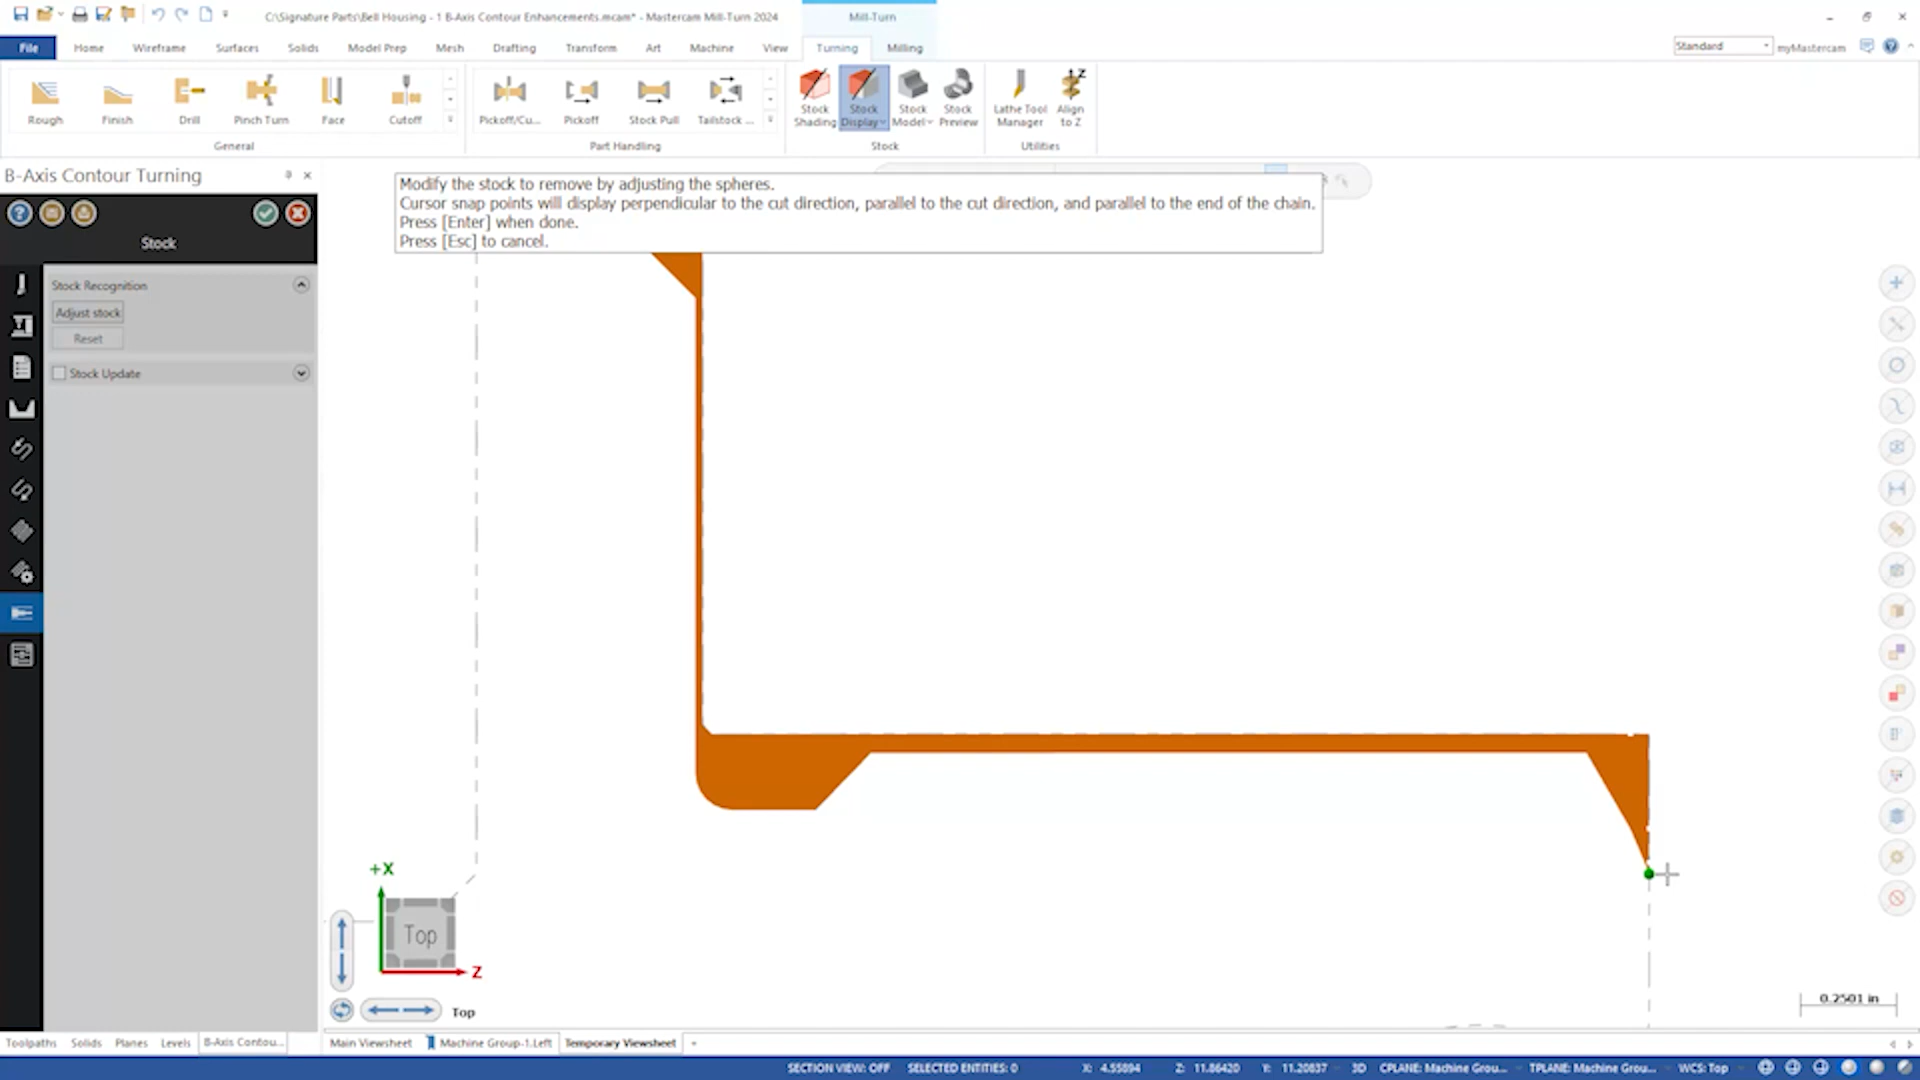 C:\Signature Parts\Bell Housing - 1 B-Axis Contour Enhancements.mcam* - Mastercam Mill-Turn 2024
Mill-Turn
File Home Wireframe Surfaces Solids Model Prep Mesh Drafting Transform Art Machine View Turning Milling
Standard
myMastercam
Rough Finish Drill Pinch Turn Face Cutoff
Pickoff/Cu... Pickoff Stock Pull Tailstock ...
Stock Shading
Stock Display
Stock Model
Stock Preview
Lathe Tool Manager
Align to Z
General Part Handling Stock Utilities
B-Axis Contour Turning
Stock
Stock Recognition
Adjust stock
Reset
Stock Update
Modify the stock to remove by adjusting the spheres.
Cursor snap points will display perpendicular to the cut direction, parallel to the cut direction, and parallel to the end of the chain.
Press [Enter] when done.
Press [Esc] to cancel.
+X
Top
Z
Top
0.2501 in
Toolpaths Solids Planes Levels B-Axis Contou... Main Viewsheet Machine Group-1.Left Temporary Viewsheet
SECTION VIEW: OFF SELECTED ENTITIES: 0 X: 4.55894 Z: 11.86420 Y: 11.20837 3D CPLANE: Machine Grou... TPLANE: Machine Grou... WCS: Top